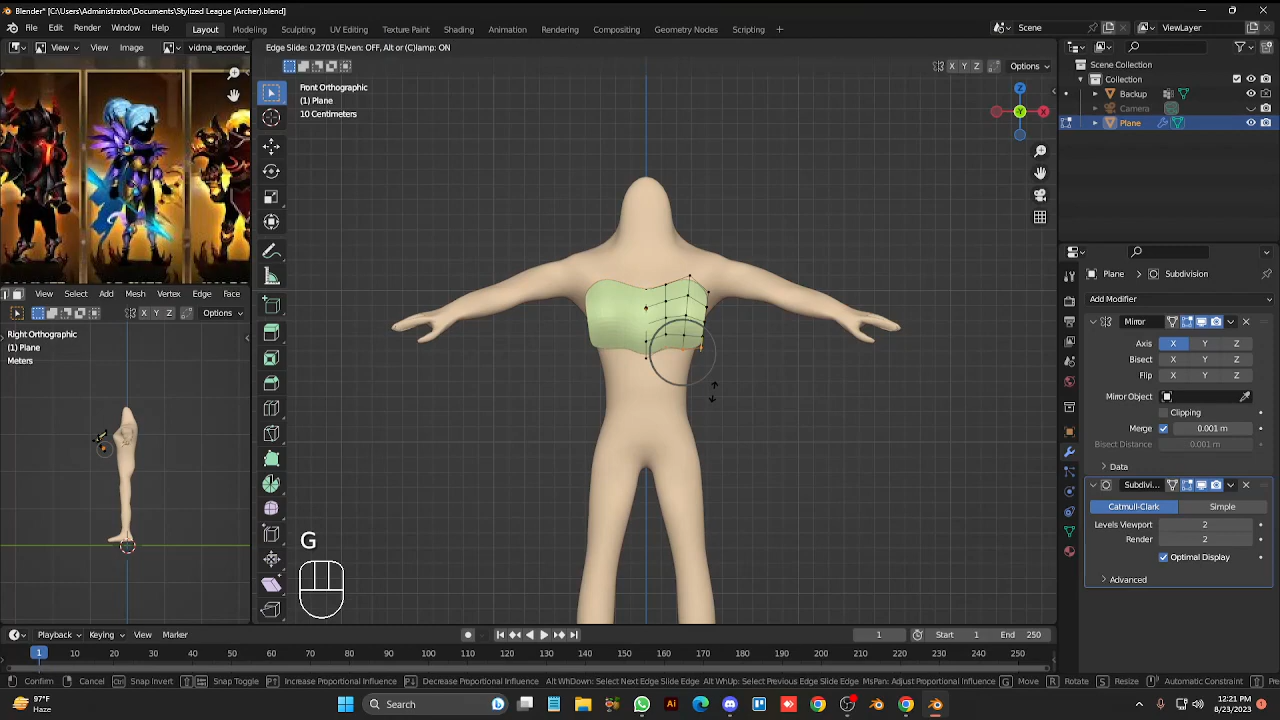 Blender* [C:\Users\Administrator\Documents\Stylized League (Archer).blend]
File Edit Render Window Help Layout Modeling Sculpting UV Editing Texture Paint Shading Animation Rendering Compositing Geometry Nodes Scripting + Scene ViewLayer
View View Image vidma_recorder_ Edge Slide: 0.2703 (E)ven: OFF, Alt or (C)lamp: ON
X Y Z Options
Scene Collection
Collection
Backup
Camera
Plane
Front Orthographic
(1) Plane
10 Centimeters
Z
Y
X
Plane > Subdivision
Add Modifier
Select Add Mesh Vertex Edge Face
X Y Z Options
Right Orthographic
(1) Plane
Meters
Mirror
Axis X Y Z
Bisect X Y Z
Flip X Y Z
Mirror Object
Clipping
Merge 0.001 m
Bisect Distance 0.001 m
Data
Subdivi...
Catmull-Clark Simple
Levels Viewport 2
Render 2
Optimal Display
Advanced
G
Playback Keying View Marker 1 Start 1 End 250
1 10 20 30 40 50 60 70 80 90 100 110 120 130 140 150 160 170 180 190 200 210 220 230 240 250
Confirm Cancel Ctrl Snap Invert Snap Toggle Increase Proportional Influence Decrease Proportional Influence Alt-WU: Select Next Edge Slide Edge Alt-WD: Select Previous Edge Slide Edge MsPan: Adjust Proportional Influence G Move R Rotate S Resize Automatic Constraint
97°F
Haze
Search
12:21 PM
8/23/2023